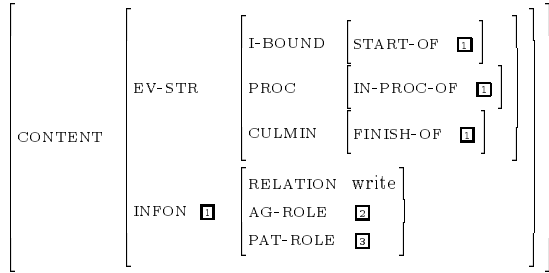 I-BOUND START-OF 1
EV-STR PROC IN-PROC-OF 1
CULMIN FINISH-OF 1
CONTENT
RELATION write
INFON 1 AG-ROLE 2
PAT-ROLE 3